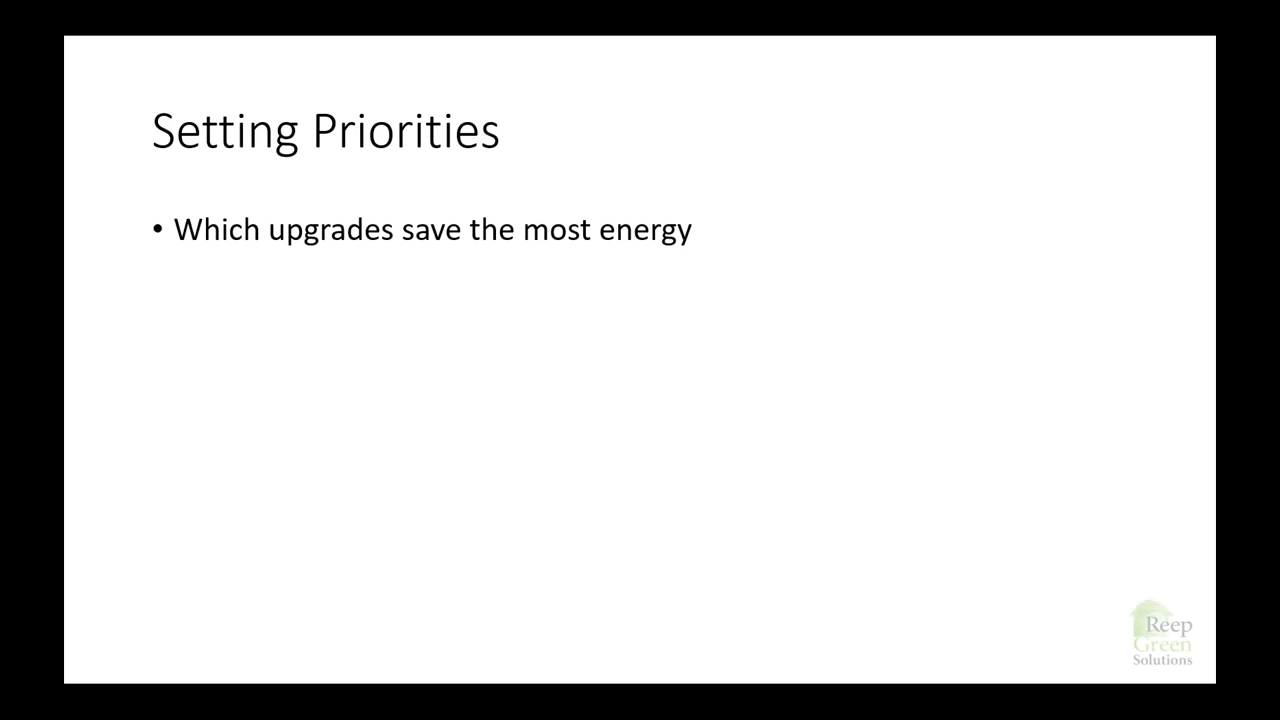 Setting Priorities
• Which upgrades save the most energy
Reep
Green
Solutions